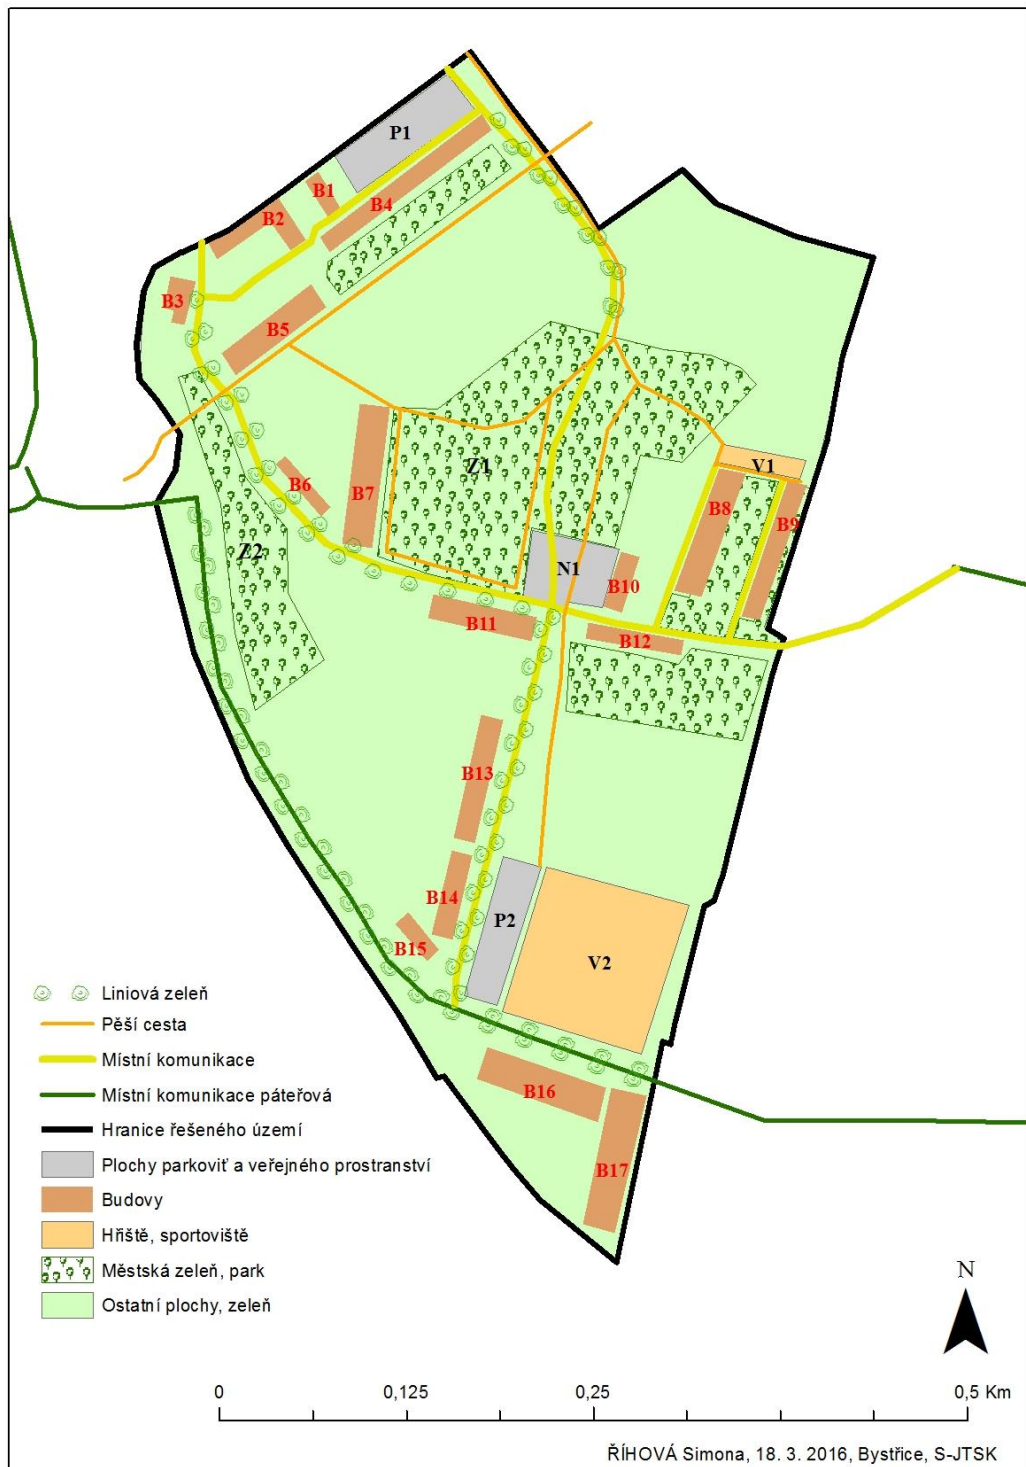 P1
B1
B4
B2
B3
B5
Z1
V1
B6
B7
B8
B9
Z2
N1
B10
B11
B12
B13
B14
P2
B15
V2
Liniová zeleň
Pěší cesta
Místní komunikace
Místní komunikace páteřová
Hranice řešeného území
Plochy parkoviť a veřejného prostranství
Budovy
Hřiště, sportoviště
Městská zeleň, park
Ostatní plochy, zeleň
B16
B17
N
0 0,125 0,25 0,5 Km
ŘÍHOVÁ Simona, 18. 3. 2016, Bystřice, S-JTSK